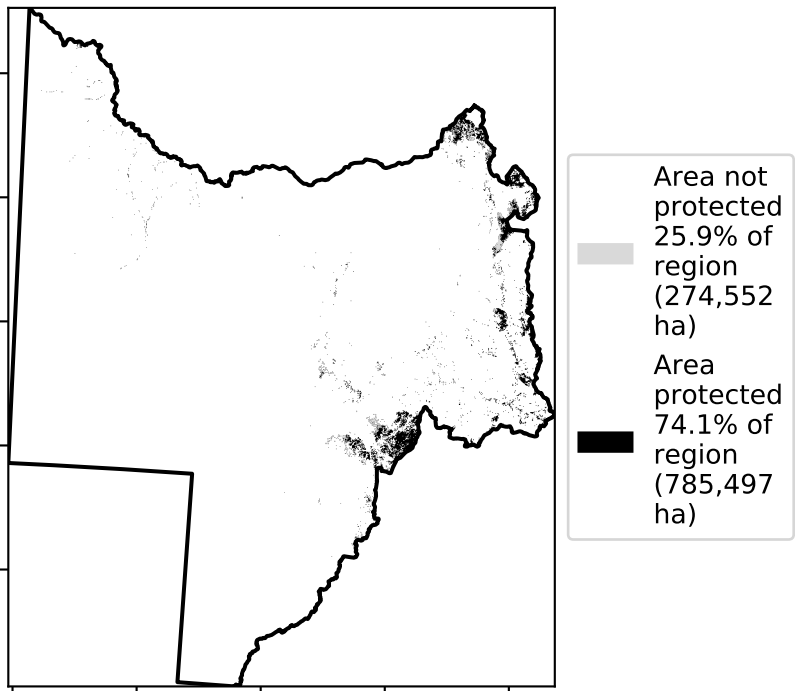 Area not
protected
25.9% of
region
(274,552
ha)
Area
protected
74.1% of
region
(785,497
ha)